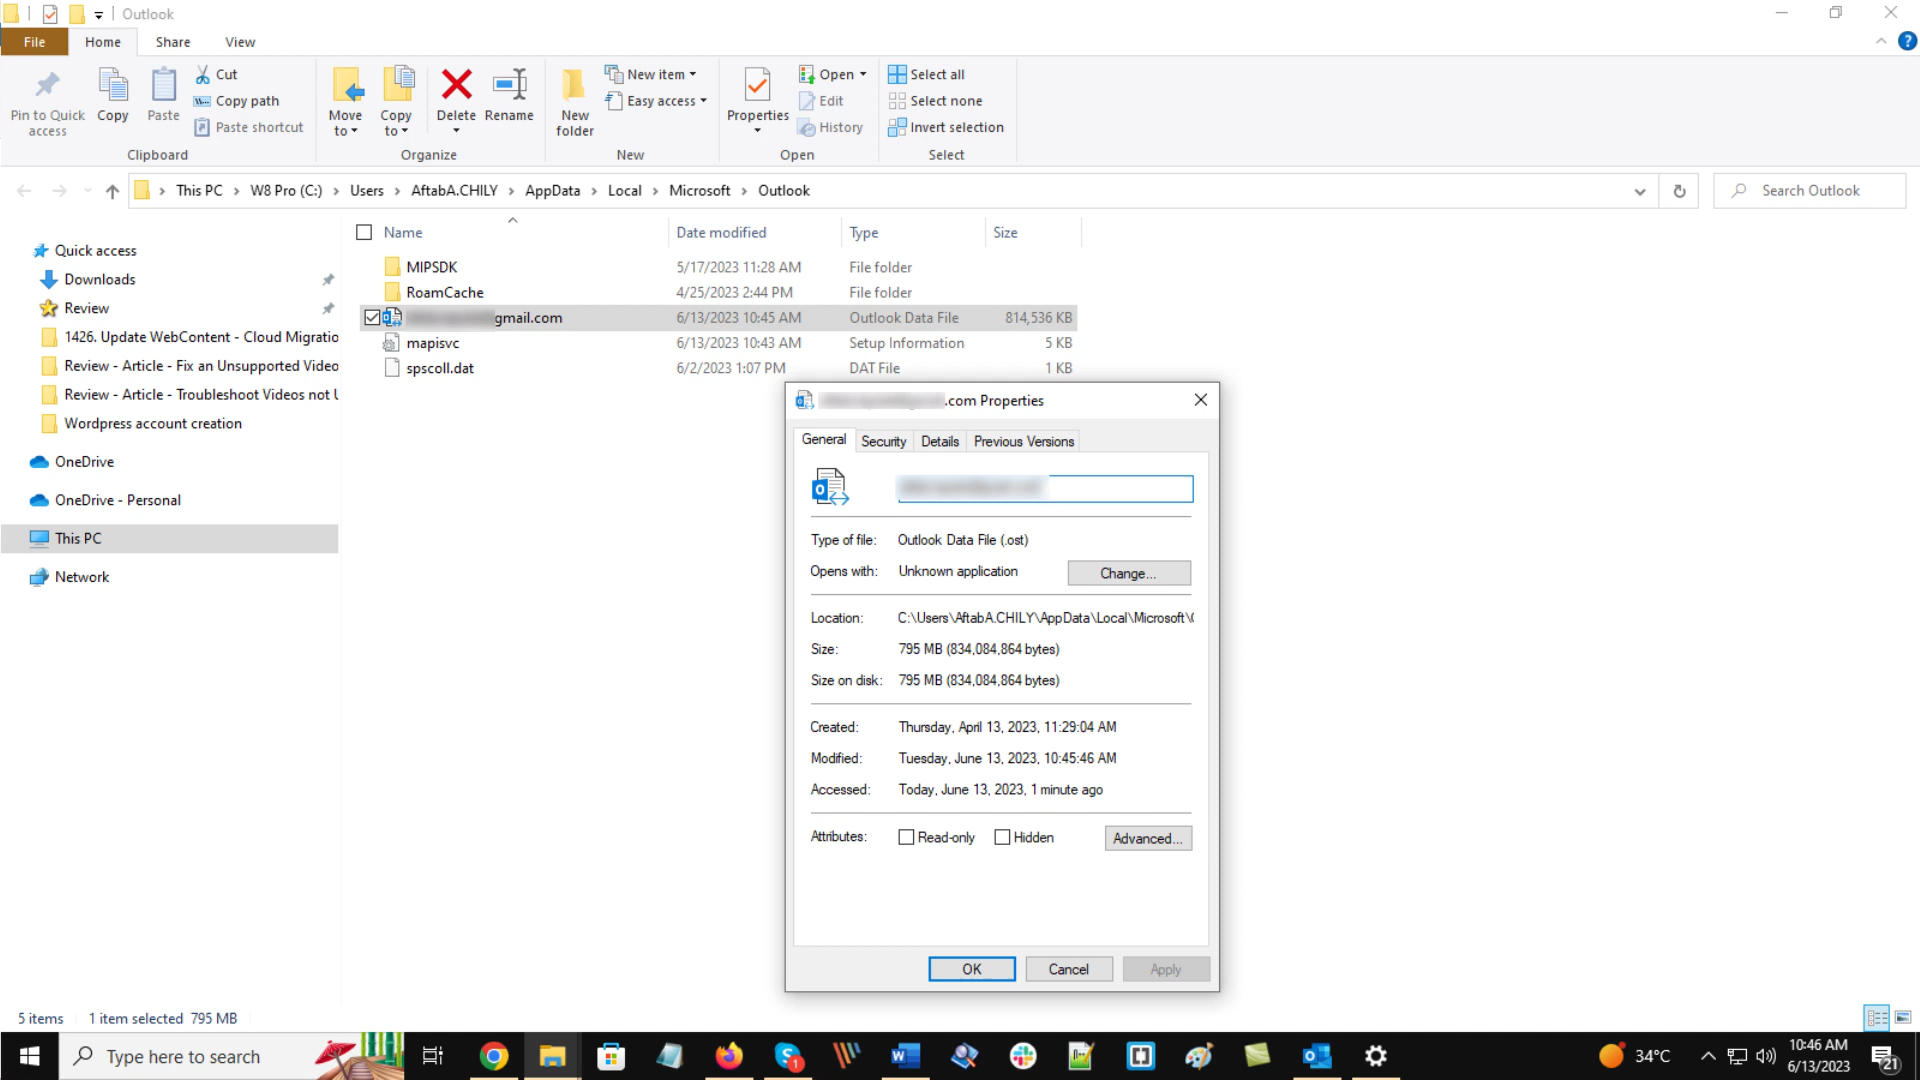 Outlook
File Home Share View
Pin to Quick access
Copy
Paste
Cut
Copy path
Paste shortcut
Clipboard
Move to
Copy to
Delete
Rename
Organize
New folder
New item
Easy access
New
Properties
Open
Edit
History
Open
Select all
Select none
Invert selection
Select
This PC > W8 Pro (C:) > Users > AftabA.CHILY > AppData > Local > Microsoft > Outlook
Search Outlook
Quick access
Downloads
Review
1426. Update WebContent - Cloud Migratio
Review - Article - Fix an Unsupported Video
Review - Article - Troubleshoot Videos not U
Wordpress account creation
OneDrive
OneDrive - Personal
This PC
Network
Name Date modified Type Size
MIPSDK 5/17/2023 11:28 AM File folder
RoamCache 4/25/2023 2:44 PM File folder
gmail.com 6/13/2023 10:45 AM Outlook Data File 814,536 KB
mapisvc 6/13/2023 10:43 AM Setup Information 5 KB
spscoll.dat 6/2/2023 1:07 PM DAT File 1 KB
.com Properties
General Security Details Previous Versions
Type of file: Outlook Data File (.ost)
Opens with: Unknown application Change...
Location: C:\Users\AftabA.CHILY\AppData\Local\Microsoft\
Size: 795 MB (834,084,864 bytes)
Size on disk: 795 MB (834,084,864 bytes)
Created: Thursday, April 13, 2023, 11:29:04 AM
Modified: Tuesday, June 13, 2023, 10:45:46 AM
Accessed: Today, June 13, 2023, 1 minute ago
Attributes: Read-only Hidden Advanced...
OK Cancel Apply
5 items 1 item selected 795 MB
Type here to search
34°C
10:46 AM
6/13/2023
21